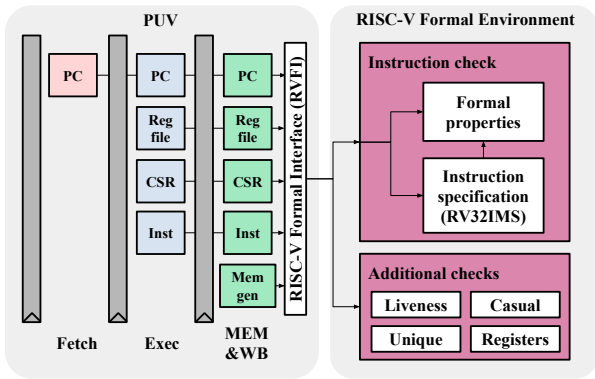 PUV
RISC-V Formal Environment
PC
PC
PC
Reg
file
Reg
file
CSR
CSR
Inst
Inst
Mem
gen
RISC-V Formal Interface (RVFI)
Fetch
Exec
MEM
&WB
Instruction check
Formal
properties
Instruction
specification
(RV32IMS)
Additional checks
Liveness
Casual
Unique
Registers